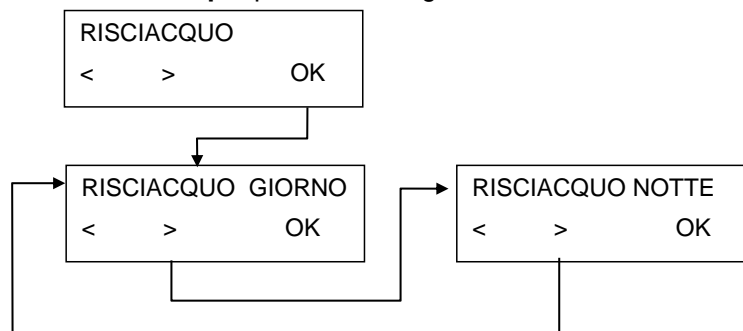 RISCIACQUO
< > OK
RISCIACQUO GIORNO
< > OK
RISCIACQUO NOTTE
< > OK